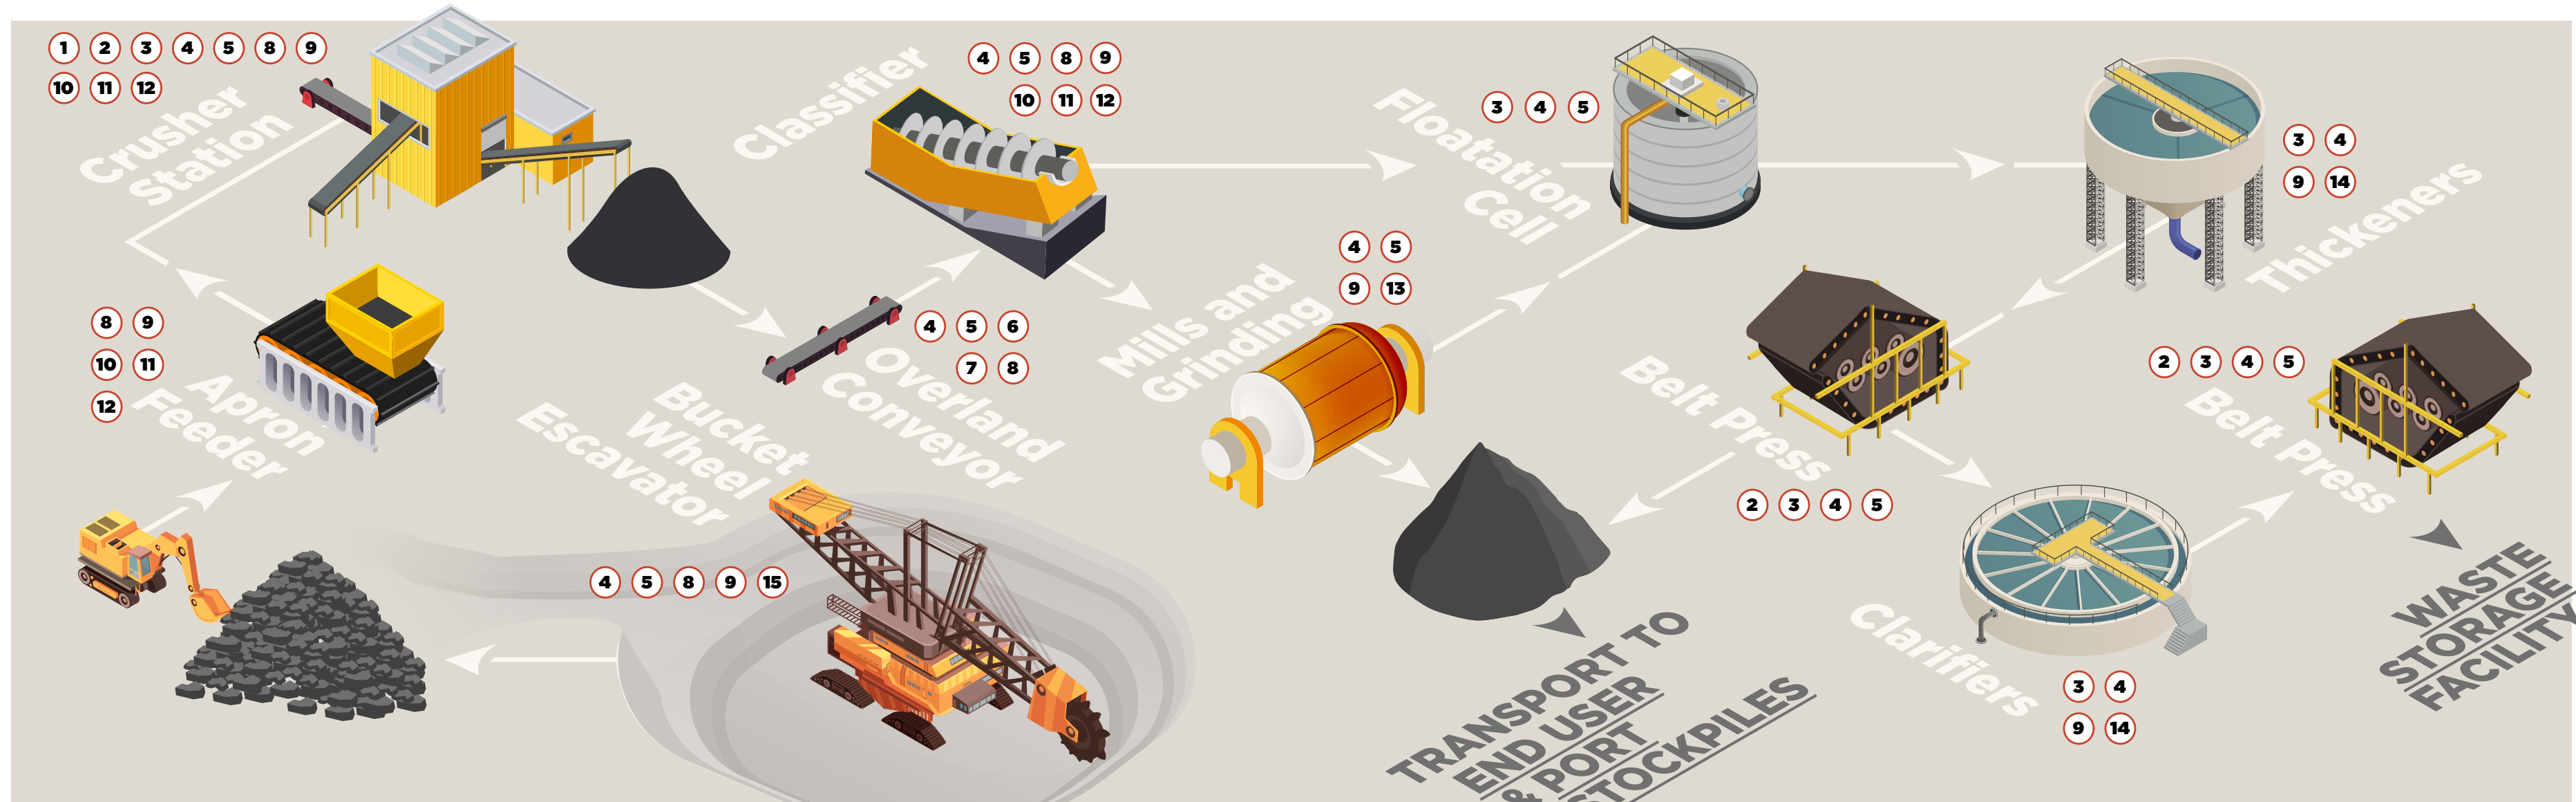 1 2 3 4 5 8 9
10 11 12
Crusher
Station
8 9
10 11
12
Apron
Feeder
Bucket
Wheel
Escavator
4 5 8 9 15
Classifier
4 5 8 9
10 11 12
4 5 6
7 8
Overland
Conveyor
Mills and
Grinding
4 5
9 13
Floatation
Cell
3 4 5
3 4
9 14
Thickeners
Belt Press
2 3 4 5
2 3 4 5
Belt Press
Clarifiers
3 4
9 14
TRANSPORT TO
END USER
& PORT
STOCKPILES
WASTE
STORAGE
FACILITY